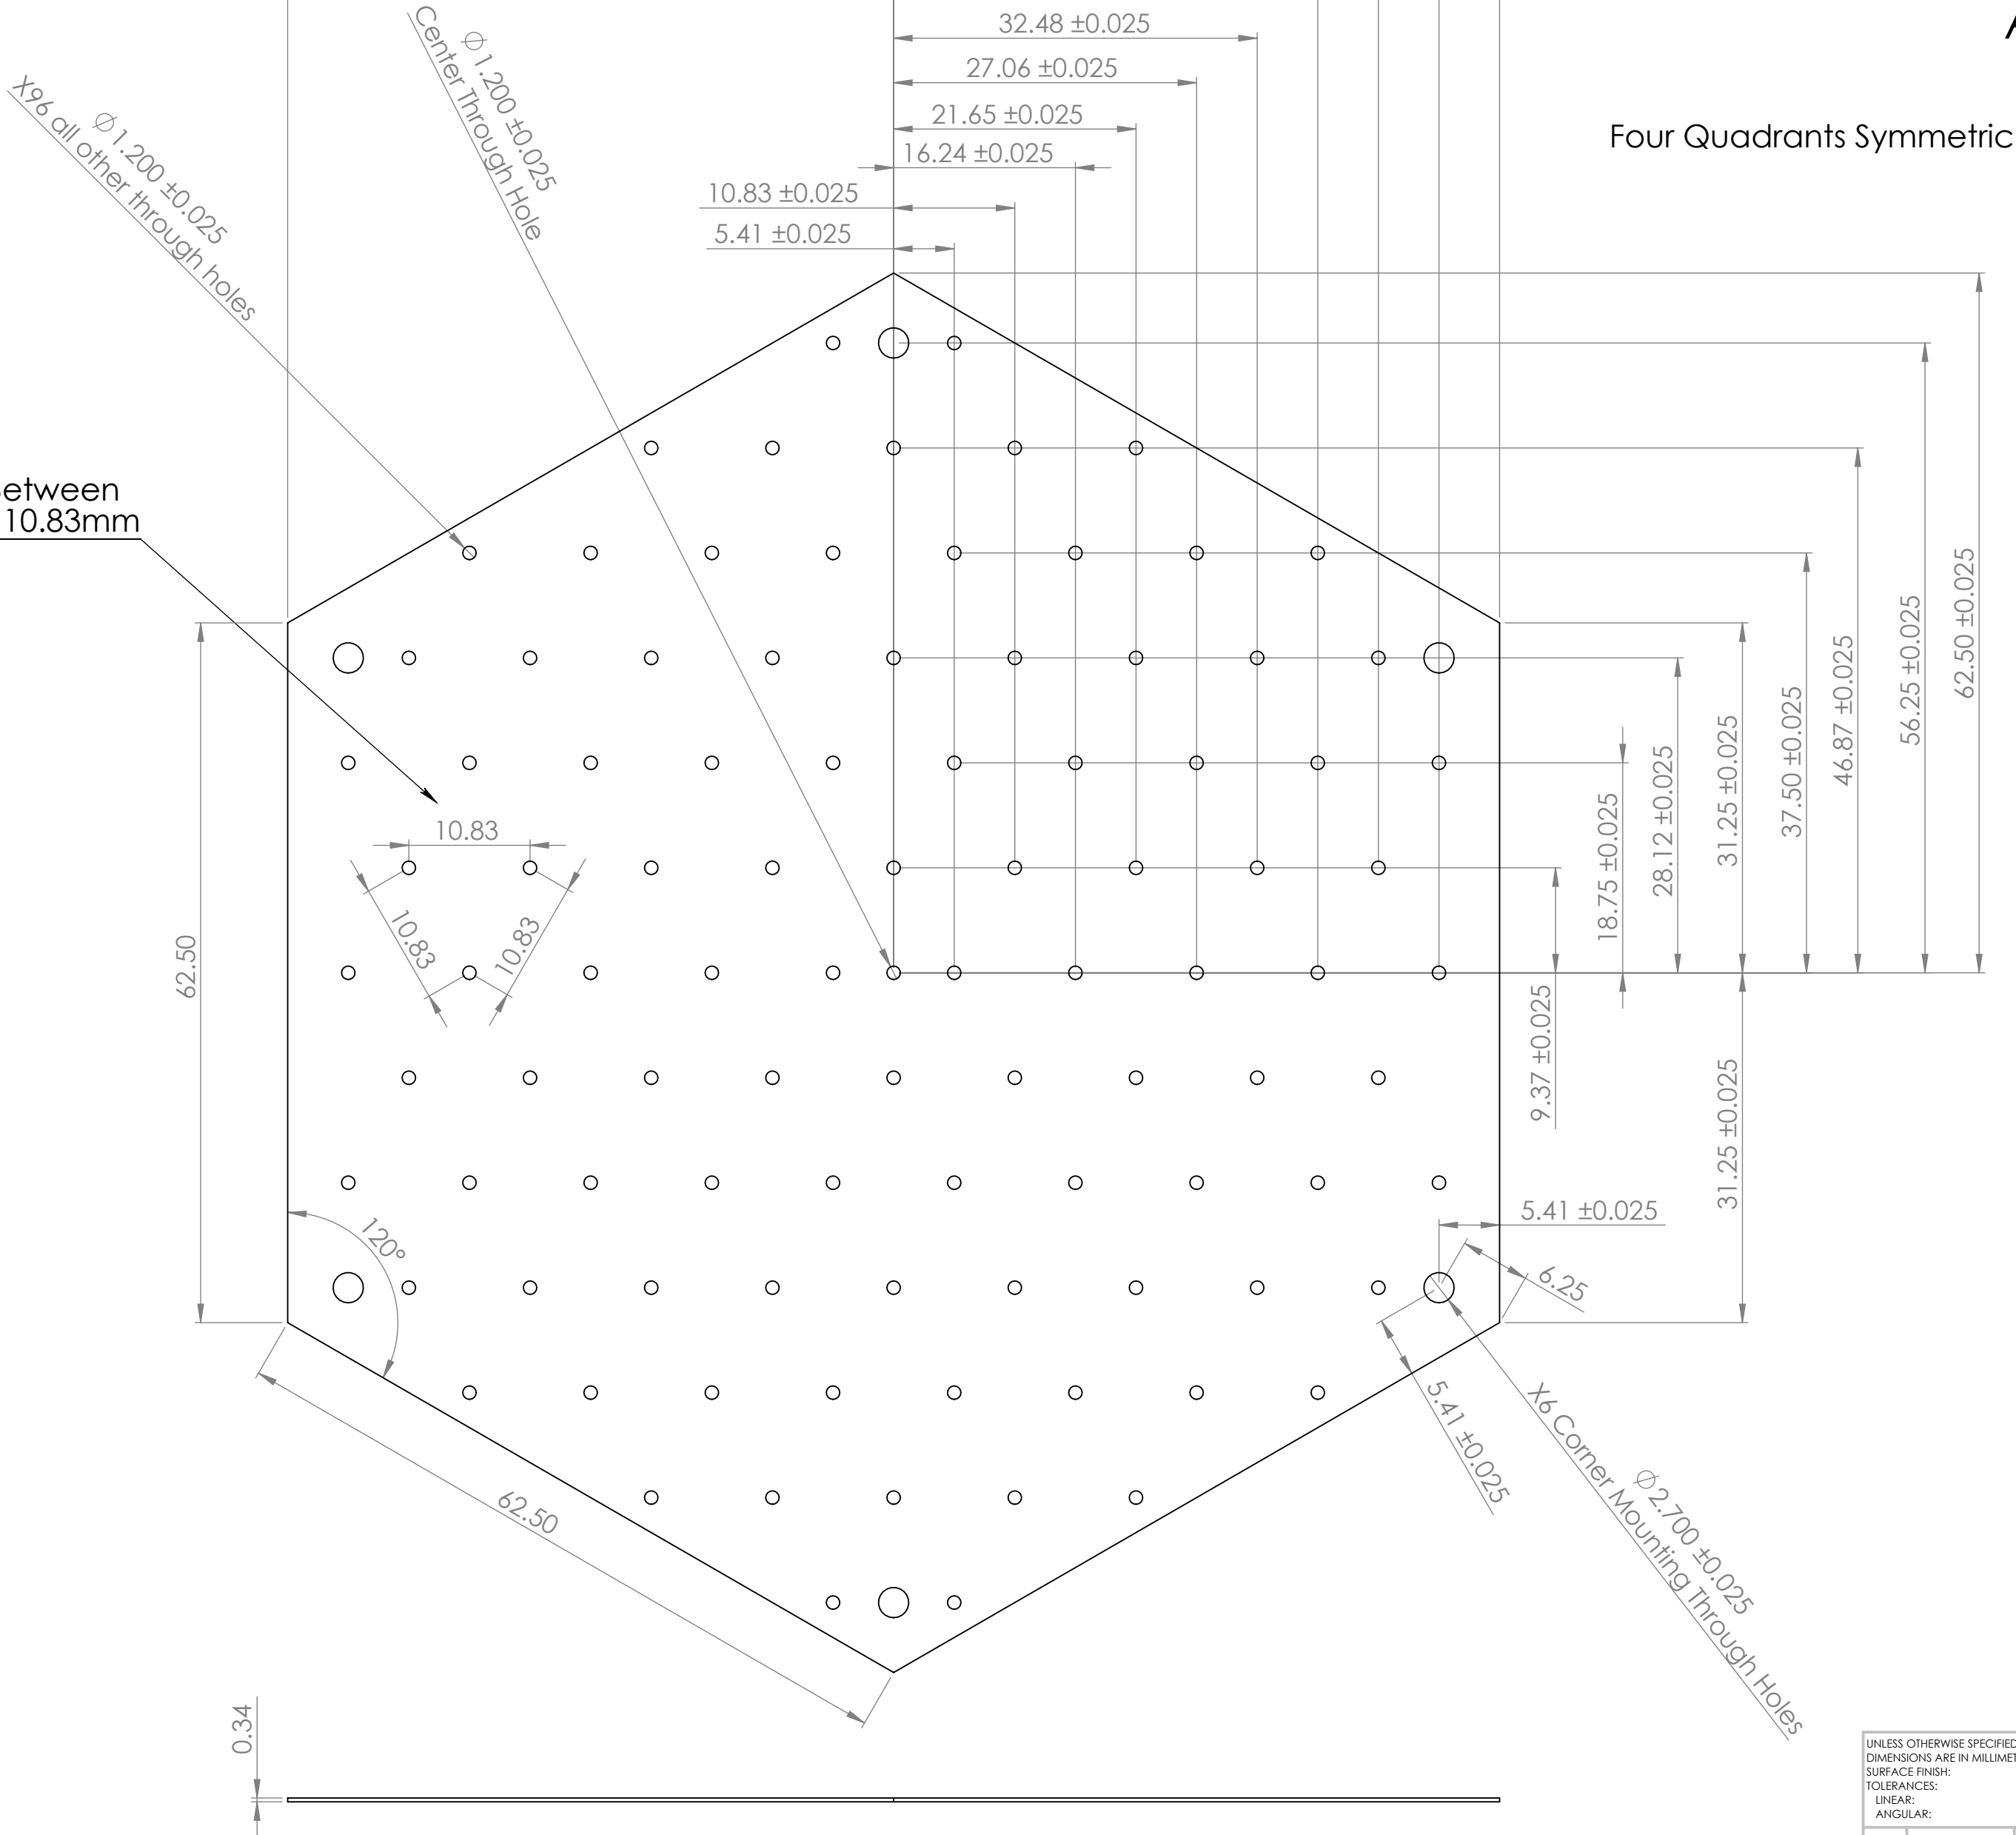 32.48 ±0.025
27.06 ±0.025
21.65 ±0.025
16.24 ±0.025
10.83 ±0.025
5.41 ±0.025
Four Quadrants Symmetric
∅ 1.200 ±0.025
Center Through Hole
∅ 1.200 ±0.025
X96 all other through holes
etween
10.83mm
62.50 ±0.025
56.25 ±0.025
46.87 ±0.025
37.50 ±0.025
31.25 ±0.025
28.12 ±0.025
18.75 ±0.025
9.37 ±0.025
31.25 ±0.025
10.83
10.83
10.83
62.50
120°
5.41 ±0.025
6.25
5.41 ±0.025
∅ 2.700 ±0.025
X6 Corner Mounting Through Holes
62.50
0.34
UNLESS OTHERWISE SPECIFIED
DIMENSIONS ARE IN MILLIMET
SURFACE FINISH:
TOLERANCES:
LINEAR:
ANGULAR: